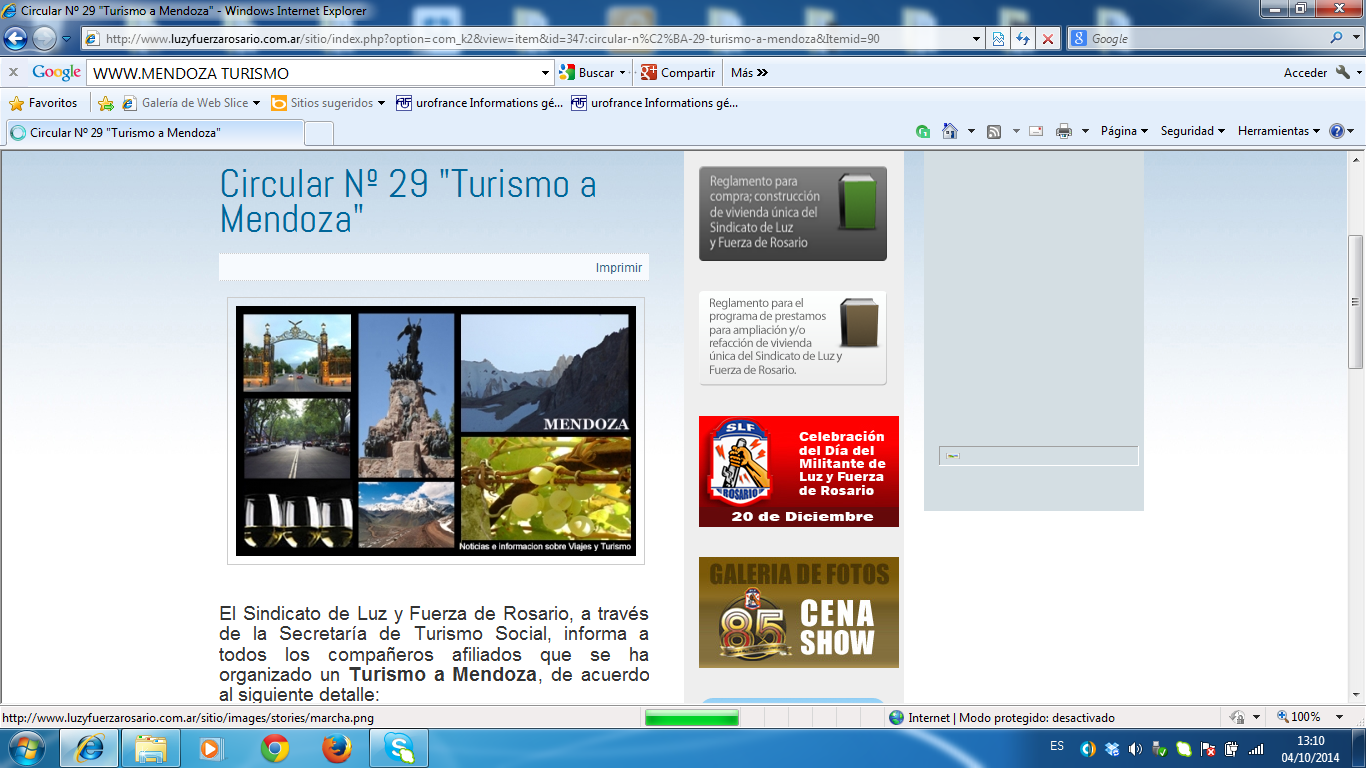 Circular Nº 29 "Turismo a Mendoza" - Windows Internet Explorer
http://www.luzyfuerzarosario.com.ar/sitio/index.php?option=com_k2&view=item&id=347:circular-n%C2%BA-29-turismo-a-mendoza&Itemid=90
Google
x Google WWW.MENDOZA TURISMO Buscar Compartir Más Acceder
Favoritos Galería de Web Slice Sitios sugeridos urofrance Informations gé... urofrance Informations gé...
Circular Nº 29 "Turismo a Mendoza"
Página Seguridad Herramientas
Circular Nº 29 "Turismo a
Mendoza"
Imprimir
MENDOZA
Noticias e informacion sobre Viajes y Turismo
El Sindicato de Luz y Fuerza de Rosario, a través
de la Secretaría de Turismo Social, informa a
todos los compañeros afiliados que se ha
organizado un Turismo a Mendoza, de acuerdo
al siguiente detalle:
Reglamento para
compra; construcción
de vivienda única del
Sindicato de Luz
y Fuerza de Rosario
Reglamento para el
programa de prestamos
para ampliación y/o
refacción de vivienda
única del Sindicato de Luz y
Fuerza de Rosario.
SLF
ROSARIO
Celebración
del Día del
Militante de
Luz y Fuerza
de Rosario
20 de Diciembre
GALERIA DE FOTOS
85
CENA
SHOW
http://www.luzyfuerzarosario.com.ar/sitio/images/stories/marcha.png
Internet | Modo protegido: desactivado
100%
ES
13:10
04/10/2014